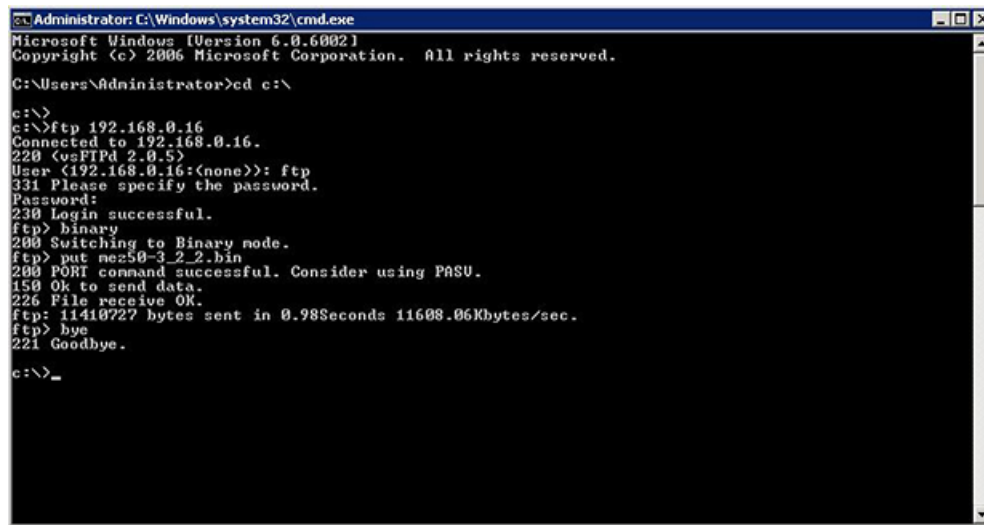 Administrator: C:\Windows\system32\cmd.exe
Microsoft Windows [Version 6.0.6002]
Copyright (c) 2006 Microsoft Corporation. All rights reserved.
C:\Users\Administrator>cd c:\
c:\>
c:\>ftp 192.168.0.16
Connected to 192.168.0.16.
220 (vsFTPd 2.0.5)
User (192.168.0.16:(none)): ftp
331 Please specify the password.
Password:
230 Login successful.
ftp> binary
200 Switching to Binary mode.
ftp> put mez50-3_2_2.bin
200 PORT command successful. Consider using PASV.
150 Ok to send data.
226 File receive OK.
ftp: 11410727 bytes sent in 0.98Seconds 11608.06Kbytes/sec.
ftp> bye
221 Goodbye.
c:\>_